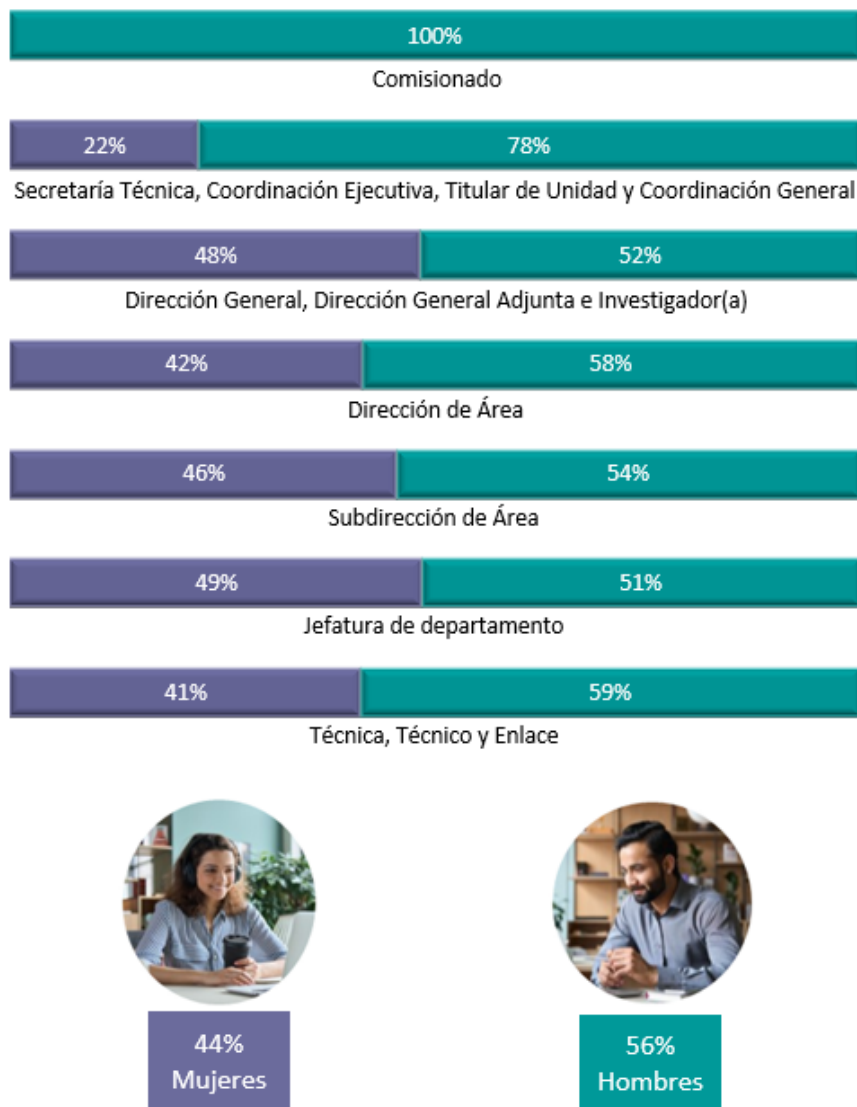 100%
Comisionado
22% 78%
Secretaría Técnica, Coordinación Ejecutiva, Titular de Unidad y Coordinación General
48% 52%
Dirección General, Dirección General Adjunta e Investigador(a)
42% 58%
Dirección de Área
46% 54%
Subdirección de Área
49% 51%
Jefatura de departamento
41% 59%
Técnica, Técnico y Enlace
44% 56%
Mujeres Hombres